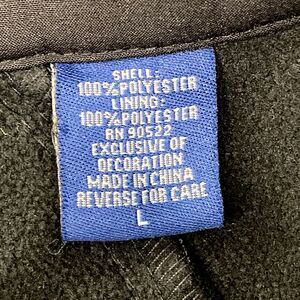 SHELL:
100%POLYESTER
LINING:
100%POLYESTER
RN 90522
EXCLUSIVE OF
DECORATION
MADE IN CHINA
REVERSE FOR CARE
L